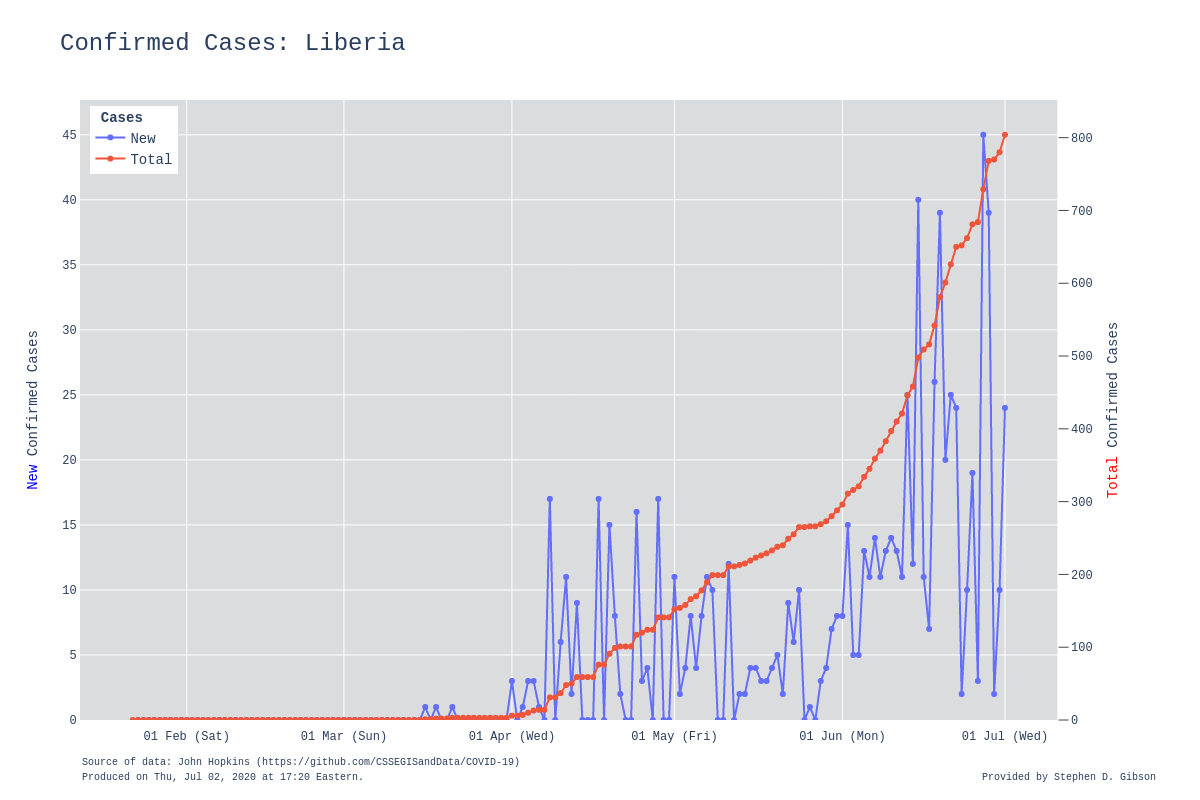 Confirmed Cases: Liberia
Cases
New
Total
45
40
35
30
25
20
15
10
5
0
800
700
600
500
400
300
200
100
0
New Confirmed Cases
Total Confirmed Cases
01 Feb (Sat)
01 Mar (Sun)
01 Apr (Wed)
01 May (Fri)
01 Jun (Mon)
01 Jul (Wed)
Source of data: John Hopkins (https://github.com/CSSEGISandData/COVID-19)
Produced on Thu, Jul 02, 2020 at 17:20 Eastern.
Provided by Stephen D. Gibson